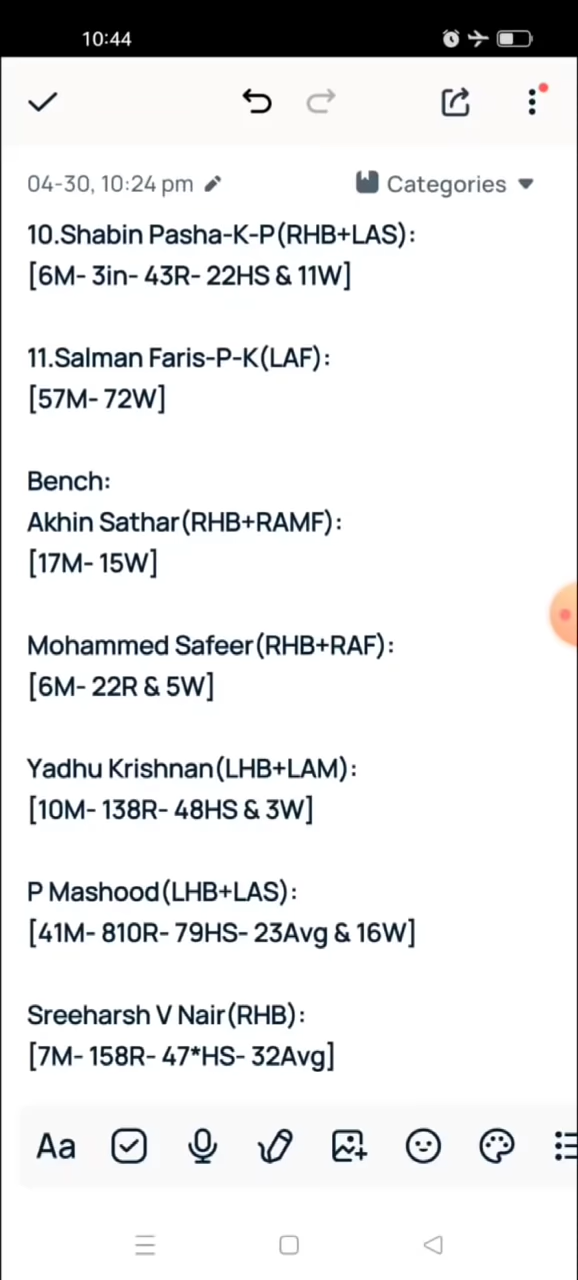 10:44
04-30, 10:24 pm
Categories
10.Shabin Pasha-K-P(RHB+LAS):
[6M- 3in- 43R- 22HS & 11W]
11.Salman Faris-P-K(LAF):
[57M- 72W]
Bench:
Akhin Sathar(RHB+RAMF):
[17M- 15W]
Mohammed Safeer(RHB+RAF):
[6M- 22R & 5W]
Yadhu Krishnan(LHB+LAM):
[10M- 138R- 48HS & 3W]
P Mashood(LHB+LAS):
[41M- 810R- 79HS- 23Avg & 16W]
Sreeharsh V Nair(RHB):
[7M- 158R- 47*HS- 32Avg]
Aa